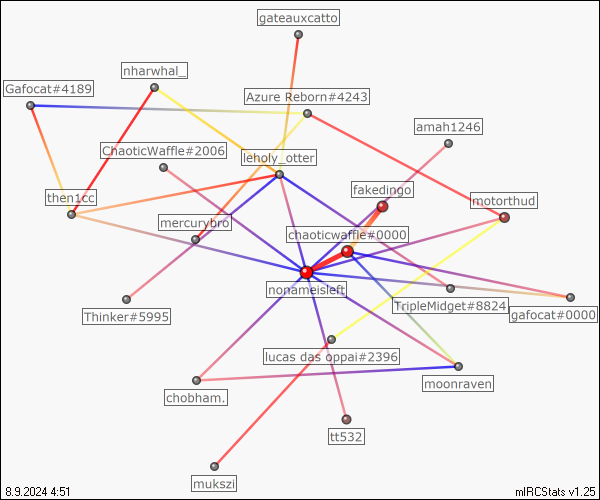 gateauxcatto
nharwhal_
Gafocat#4189
Azure Reborn#4243
amah1246
ChaoticWaffle#2006
leholy_otter
fakedingo
then1cc
motorthud
mercurybro
chaoticwaffle#0000
nonameisleft
TripleMidget#8824
Thinker#5995
gafocat#0000
lucas das oppai#2396
moonraven
chobham.
tt532
mukszi
8.9.2024 4:51
mIRCStats v1.25